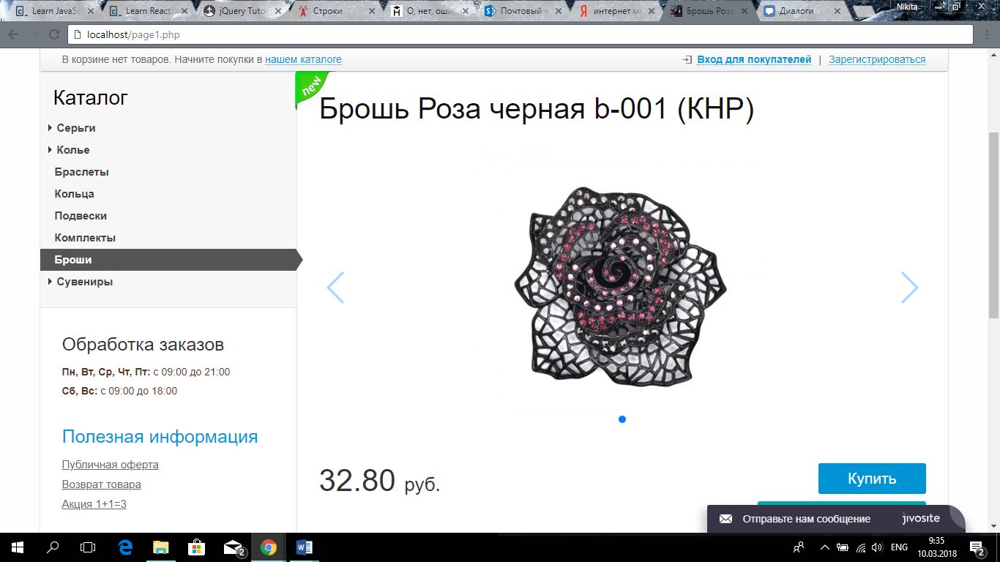 Learn JavaSc
Learn React.
jQuery Tutor
Строки
О, нет, оши
Почтовый я
интернет м
Брошь Роза
Диалоги
Nikita
localhost/page1.php
В корзине нет товаров. Начните покупки в нашем каталоге
Вход для покупателей | Зарегистрироваться
new
Каталог
Серьги
Колье
Браслеты
Кольца
Подвески
Комплекты
Броши
Сувениры
Обработка заказов
Пн, Вт, Ср, Чт, Пт: с 09:00 до 21:00
Сб, Вс: с 09:00 до 18:00
Полезная информация
Публичная оферта
Возврат товара
Акция 1+1=3
Брошь Роза черная b-001 (КНР)
32.80 руб.
Купить
Отправьте нам сообщение
jivosite
2
ENG
9:35
10.03.2018
2